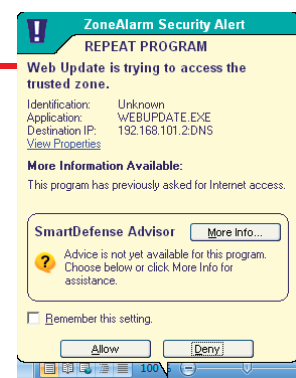 ZoneAlarm Security Alert
REPEAT PROGRAM
Web Update is trying to access the
trusted zone.
Identification: Unknown
Application: WEBUPDATE.EXE
Destination IP: 192.168.101.2:DNS
View Properties
More Information Available:
This program has previously asked for Internet access.
SmartDefense Advisor More Info...
Advice is not yet available for this program.
Choose below or click More Info for
assistance.
Remember this setting.
Allow Deny
100%